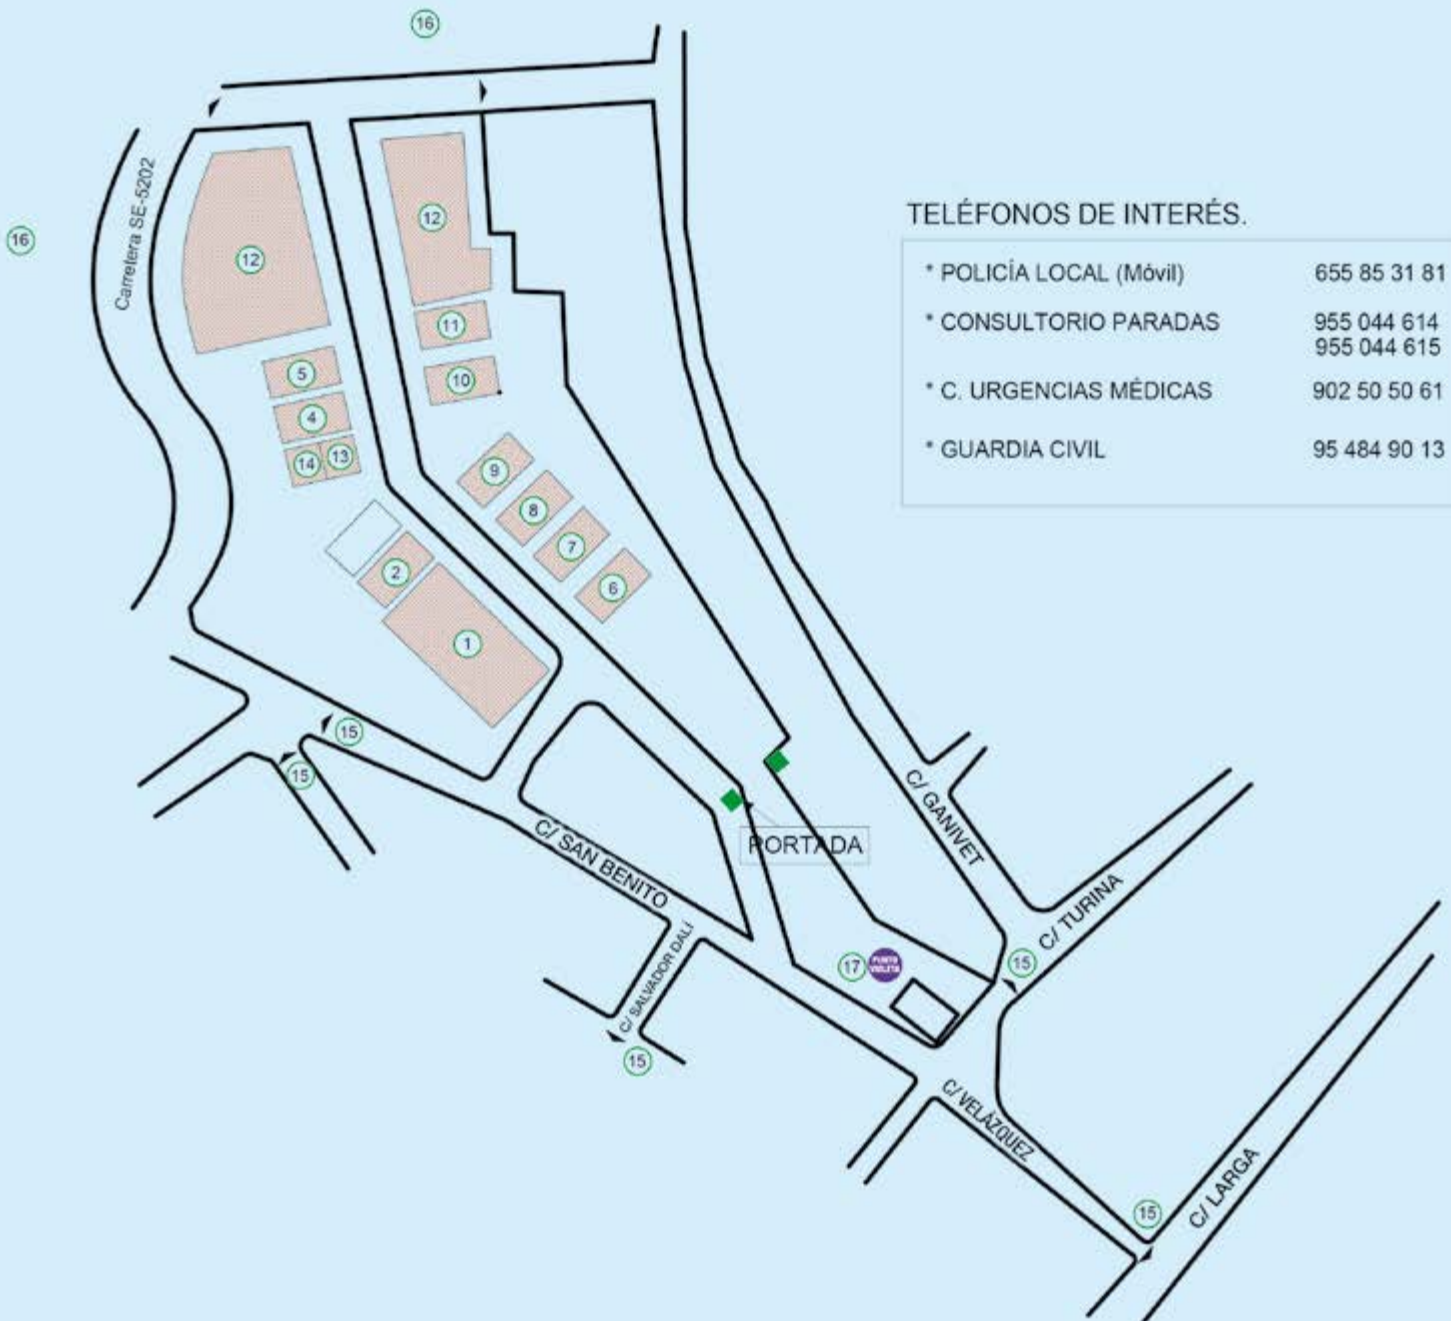 16
16
Carretera SE-5202
12
12
11
5
10
4
14
13
9
8
2
7
6
1
15
15
TELÉFONOS DE INTERÉS.
* POLICÍA LOCAL (Móvil) 655 85 31 81
* CONSULTORIO PARADAS 955 044 614
955 044 615
* C. URGENCIAS MÉDICAS 902 50 50 61
* GUARDIA CIVIL 95 484 90 13
PORTADA
C/ GANIVET
C/ SAN BENITO
C/ TURINA
C/ SALVADOR DALÍ
17
PUNTO
VIOLETA
15
15
C/ VELÁZQUEZ
C/ LARGA
15